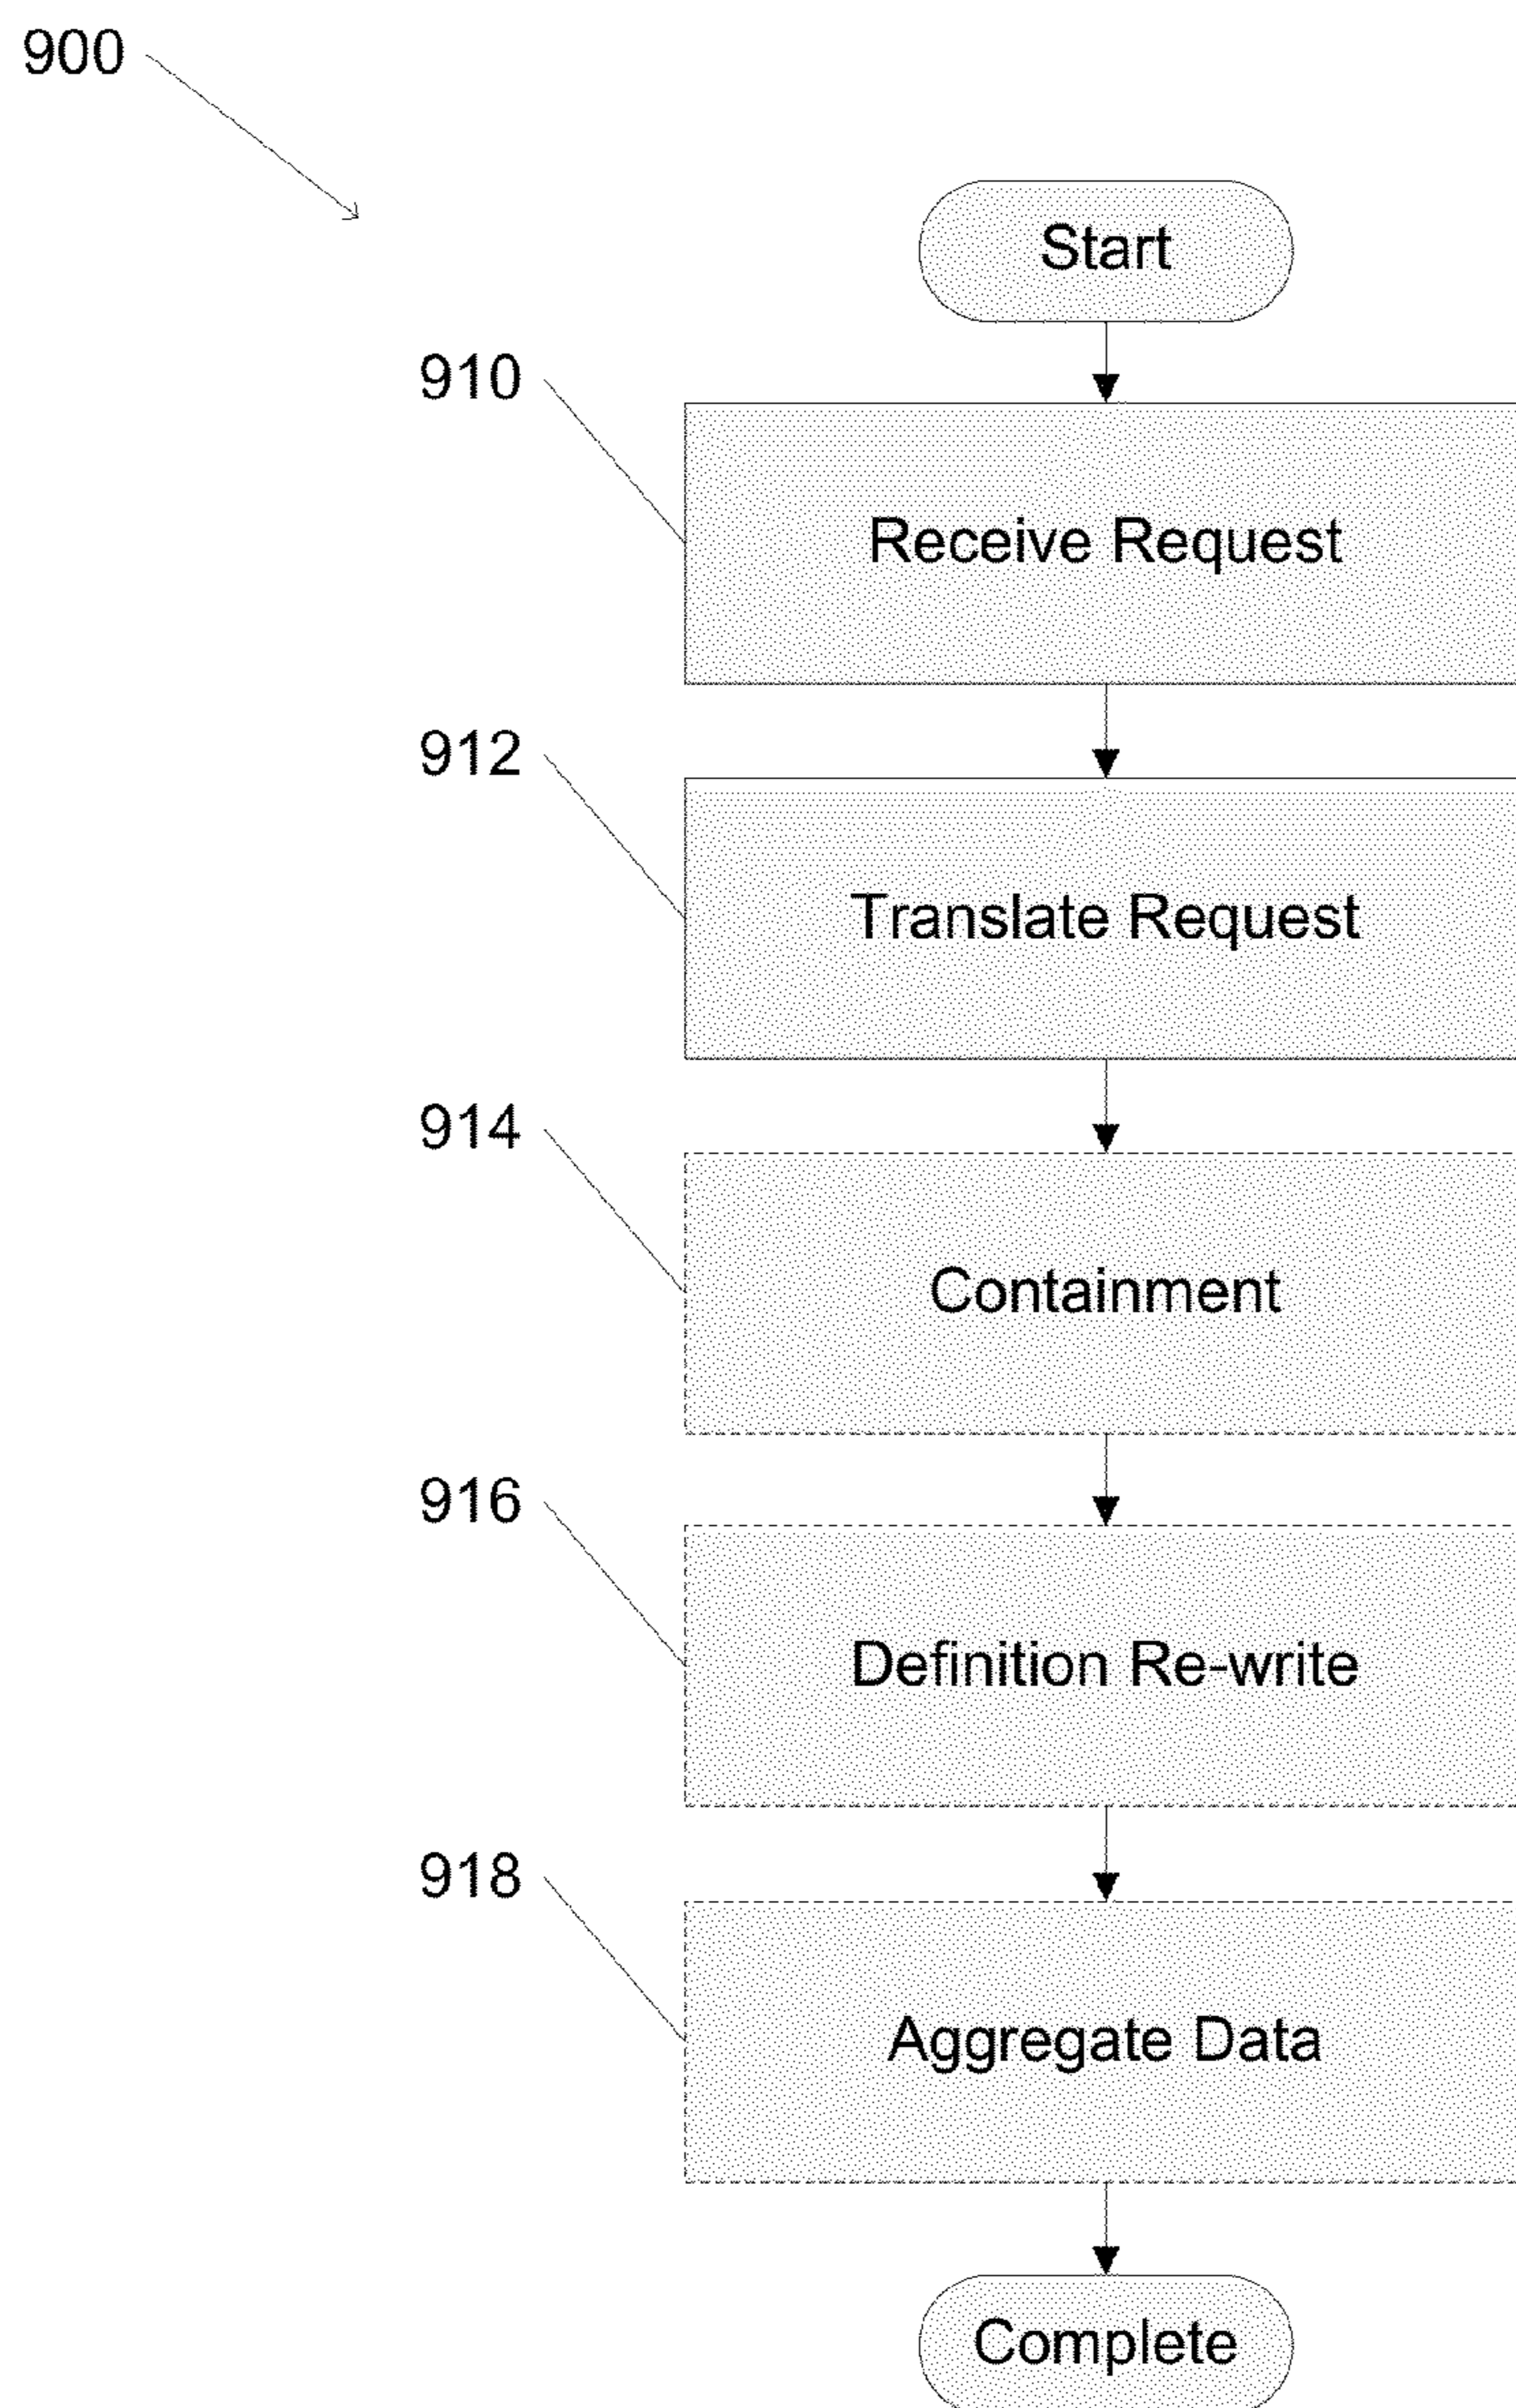 900
Start
910
Receive Request
912
Translate Request
914
Containment
916
Definition Re-write
918
Aggregate Data
Complete